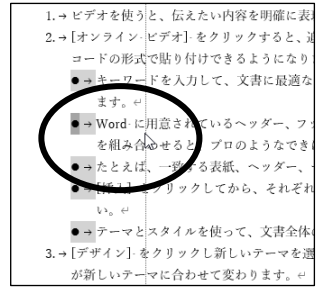 1.→ビデオを使うと、伝えたい内容を明確に表
2.→[オンライン ビデオ] をクリックすると、
コードの形式で貼り付けできるようになり
●→キーワードを入力して、文書に最適な
ます。↵
●→Word に用意されているヘッダー、フッ
を組み合わせると、プロのようなでき
●→たとえば、一致する表紙、ヘッダー、
●→[挿入] をクリックしてから、それぞれ
い。↵
●→テーマとスタイルを使って、文書全体
3.→[デザイン] をクリックし新しいテーマを選
が新しいテーマに合わせて変わります。↵